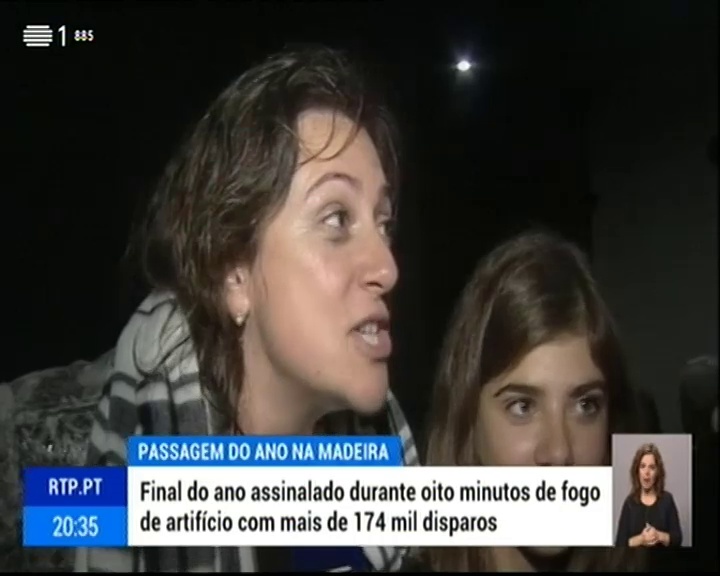 1 885
PASSAGEM DO ANO NA MADEIRA
RTP.PT
Final do ano assinalado durante oito minutos de fogo
de artifício com mais de 174 mil disparos
20:35